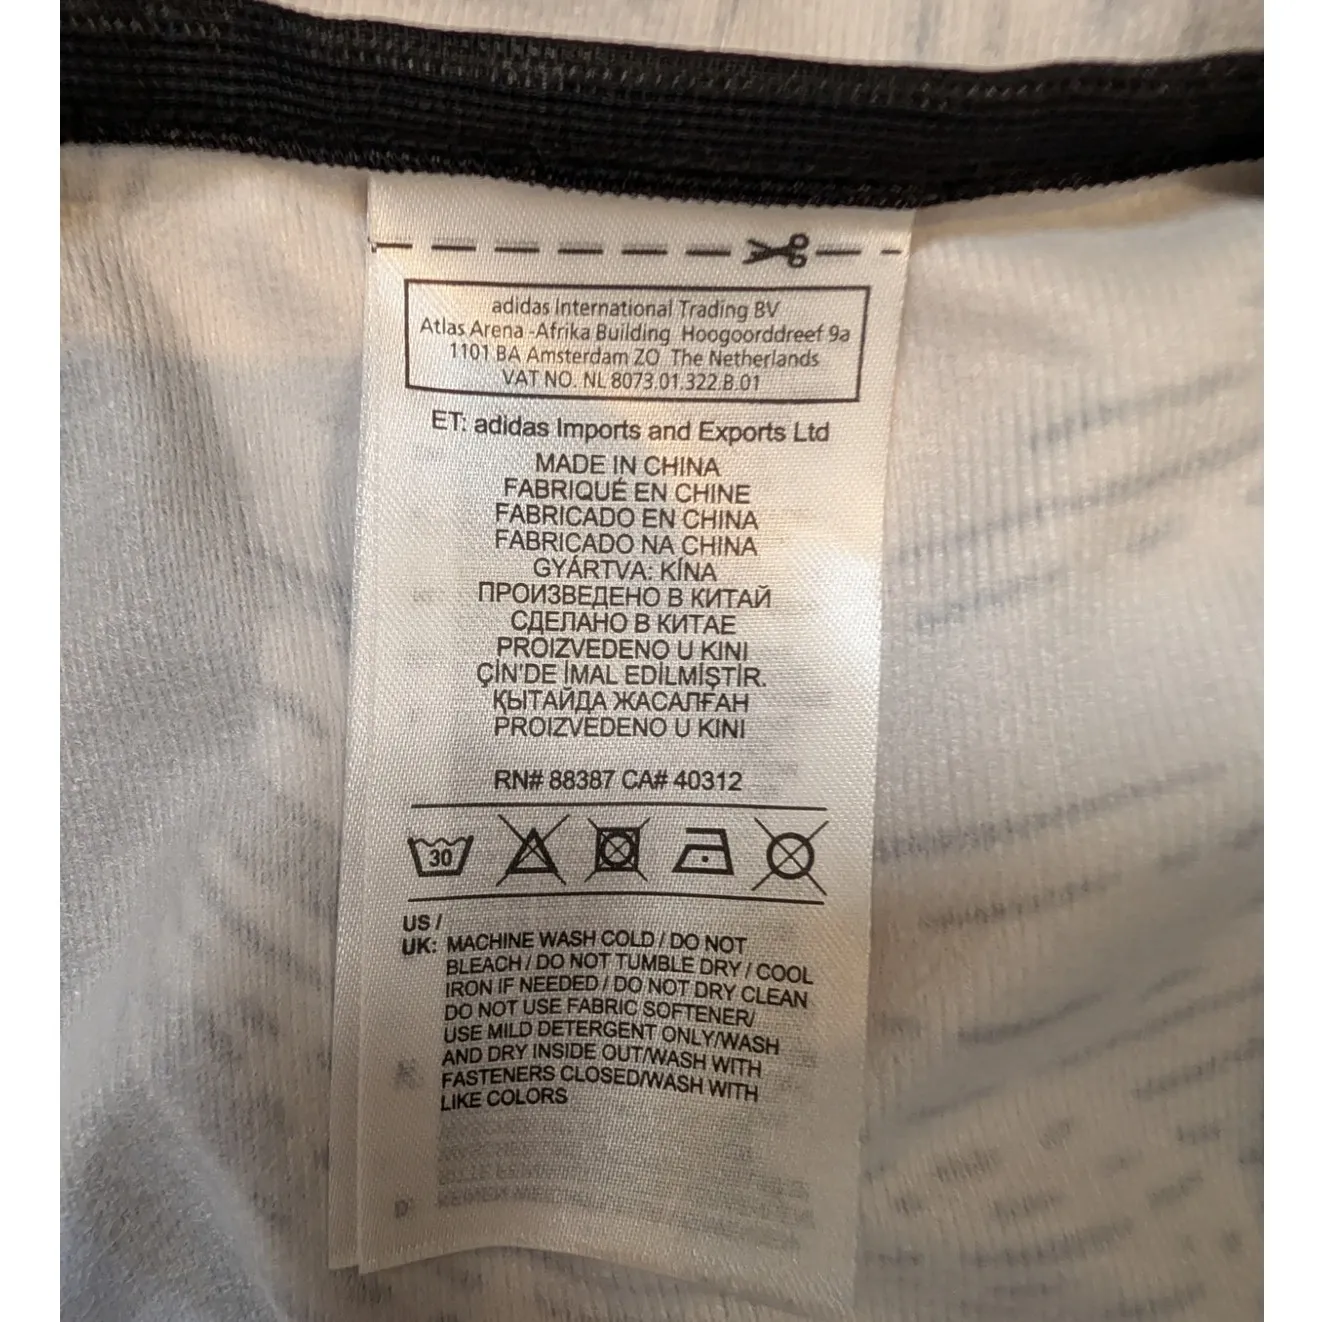 adidas International Trading BV
Atlas Arena -Afrika Building Hoogoorddreef 9a
1101 BA Amsterdam ZO The Netherlands
VAT NO. NL 8073.01.322.B.01
ET: adidas Imports and Exports Ltd
MADE IN CHINA
FABRIQUÉ EN CHINE
FABRICADO EN CHINA
FABRICADO NA CHINA
GYÁRTVA: KÍNA
ПРОИЗВЕДЕНО В КИТАЙ
СДЕЛАНО В КИТАЕ
PROIZVEDENO U KINI
ÇİN'DE İMAL EDİLMİŞTİR.
ҚЫТАЙДА ЖАСАЛҒАН
PROIZVEDENO U KINI
RN# 88387 CA# 40312
30
US /
UK: MACHINE WASH COLD / DO NOT
BLEACH / DO NOT TUMBLE DRY / COOL
IRON IF NEEDED / DO NOT DRY CLEAN
DO NOT USE FABRIC SOFTENER/
USE MILD DETERGENT ONLY/WASH
AND DRY INSIDE OUT/WASH WITH
FASTENERS CLOSED/WASH WITH
LIKE COLORS